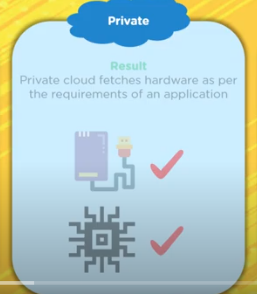 Private
Result
Private cloud fetches hardware as per
the requirements of an application